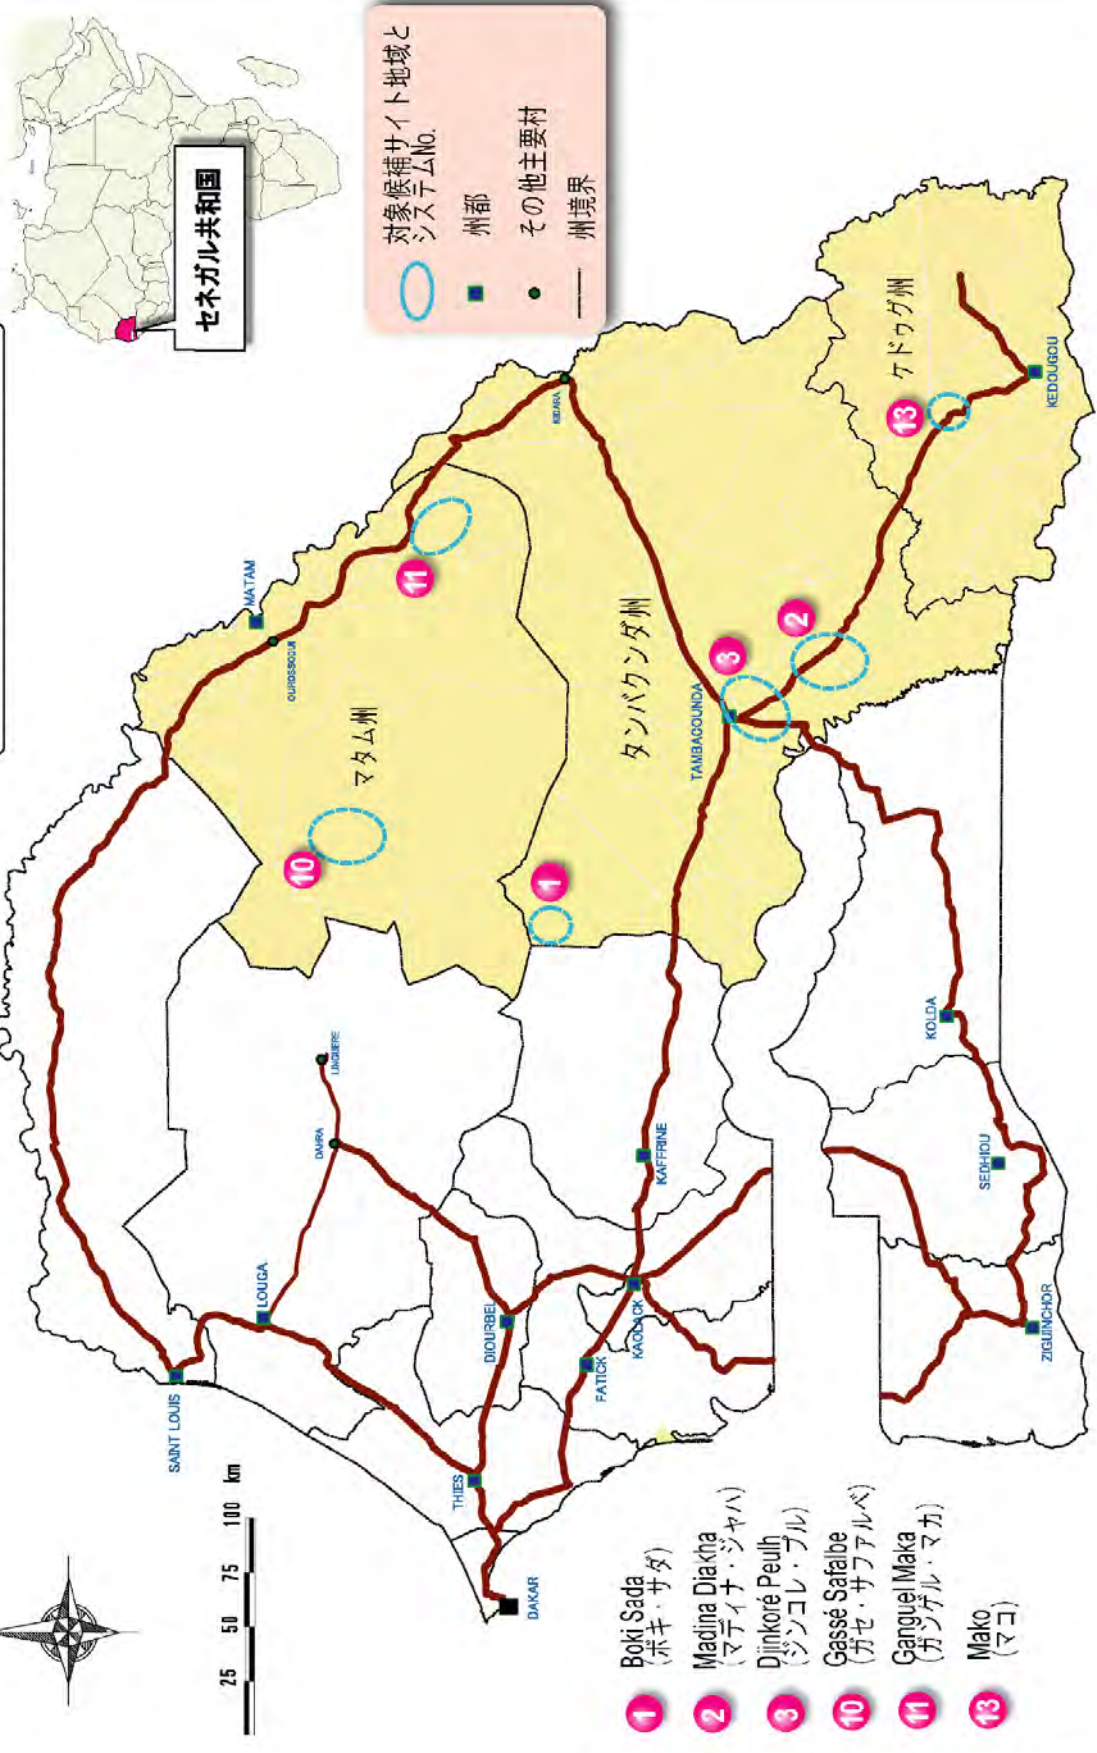 セネガル共和国
対象候補サイト地域と
システムNo.
州都
その他主要村
州境界
25 50 75 100 km
SAINT LOUIS
LOUGA
DAHRA
LINGUERE
OUROSSOGUI
MATAM
マタム州
10
11
KIDIRA
THIES
DIOURBEL
DAKAR
FATICK
KAOLACK
KAFFRINE
1
タンバクンダ州
TAMBACOUNDA
3
2
13
ケドゥグ州
KEDOUGOU
KOLDA
SEDHIOU
ZIGUINCHOR
1 Boki Sada
(ボキ・サダ)
2 Madina Diakha
(マディナ・ジャハ)
3 Djinkoré Peulh
(ジンコレ・プル)
10 Gassé Safalbe
(ガセ・サファルベ)
11 Ganguel Maka
(ガンゲル・マカ)
13 Mako
(マコ)